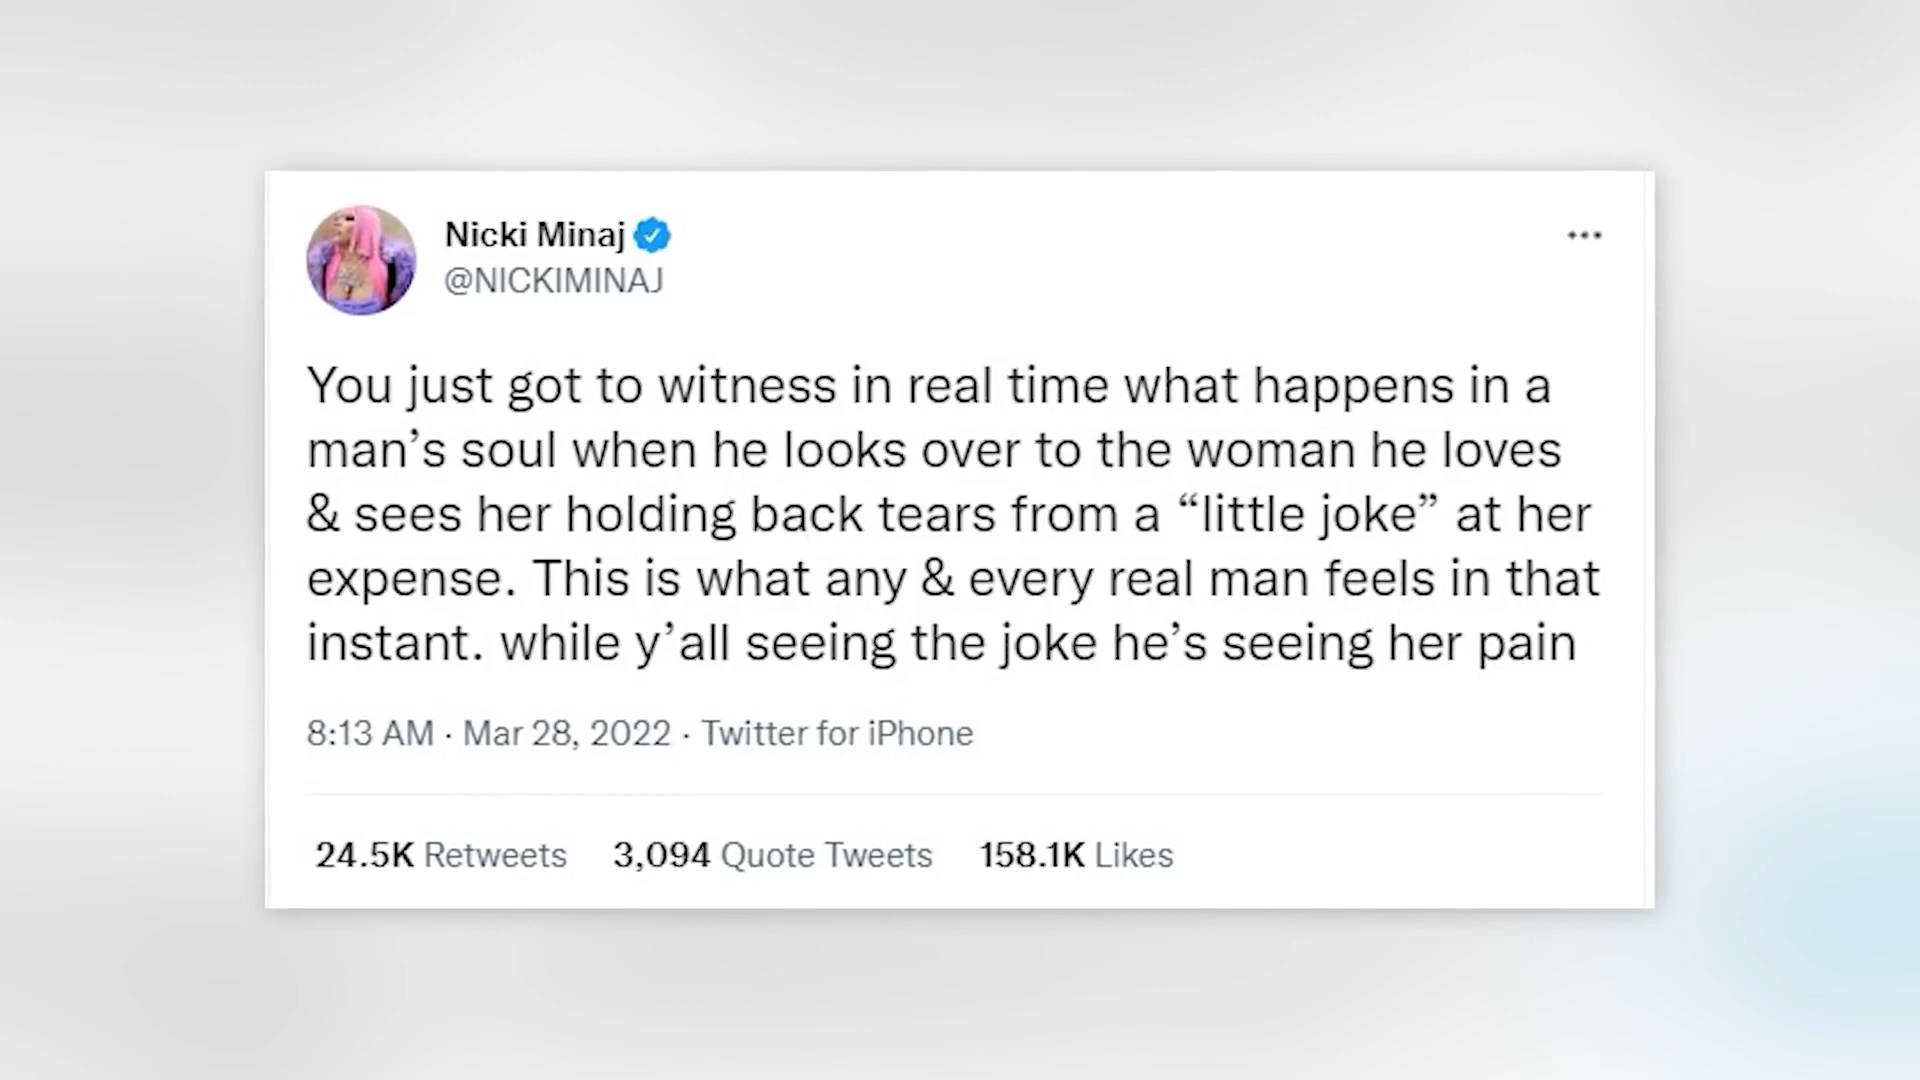 Nicki Minaj
@NICKIMINAJ
You just got to witness in real time what happens in a
man’s soul when he looks over to the woman he loves
& sees her holding back tears from a “little joke” at her
expense. This is what any & every real man feels in that
instant. while y’all seeing the joke he’s seeing her pain
8:13 AM · Mar 28, 2022 · Twitter for iPhone
24.5K Retweets 3,094 Quote Tweets 158.1K Likes